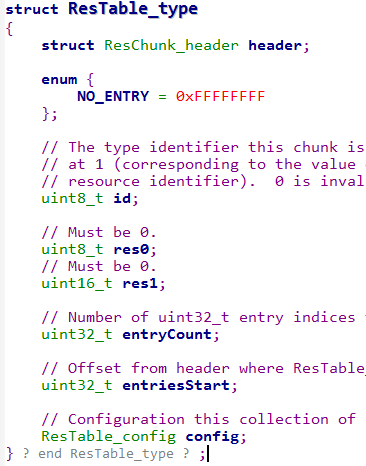 struct ResTable_type
{
struct ResChunk_header header;
enum {
NO_ENTRY = 0xFFFFFFFF
};
// The type identifier this chunk is
// at 1 (corresponding to the value
// resource identifier). 0 is inval
uint8_t id;
// Must be 0.
uint8_t res0;
// Must be 0.
uint16_t res1;
// Number of uint32_t entry indices
uint32_t entryCount;
// Offset from header where ResTable_
uint32_t entriesStart;
// Configuration this collection of
ResTable_config config;
} ? end ResTable_type ? ;